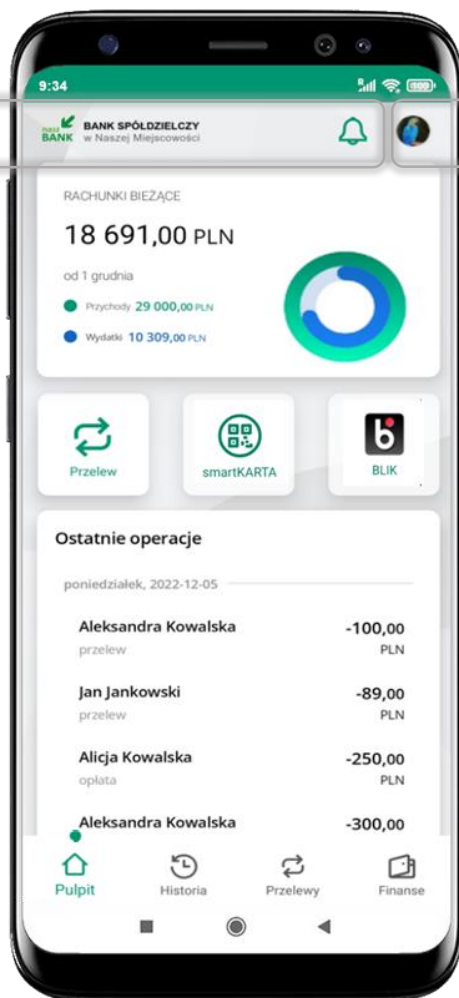 9:34
nasz
BANK
BANK SPÓŁDZIELCZY
w Naszej Miejscowości
RACHUNKI BIEŻĄCE
18 691,00 PLN
od 1 grudnia
Przychody 29 000,00 PLN
Wydatki 10 309,00 PLN
Przelew
smartKARTA
BLIK
Ostatnie operacje
poniedziałek, 2022-12-05
Aleksandra Kowalska -100,00
przelew PLN
Jan Jankowski -89,00
przelew PLN
Alicja Kowalska -250,00
opłata PLN
Aleksandra Kowalska -300,00
Pulpit Historia Przelewy Finanse